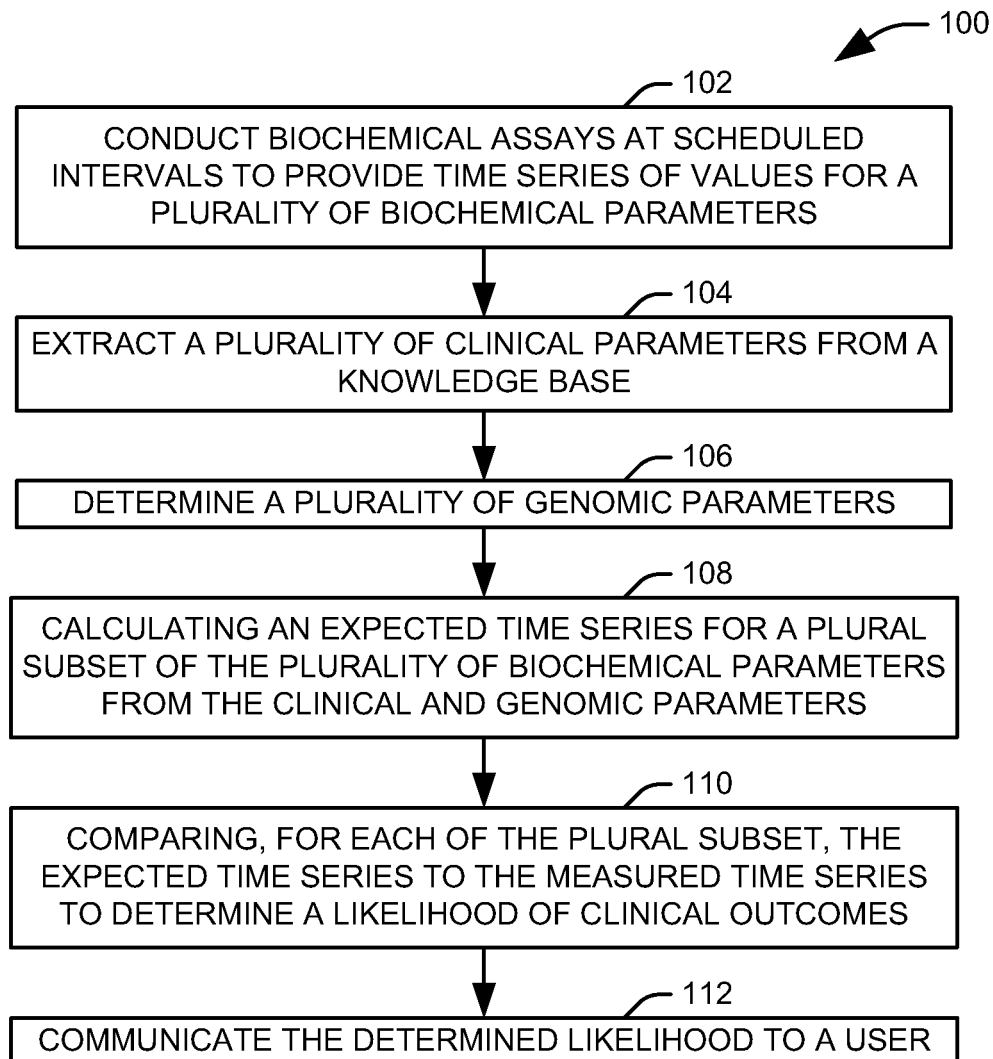 100
102
CONDUCT BIOCHEMICAL ASSAYS AT SCHEDULED
INTERVALS TO PROVIDE TIME SERIES OF VALUES FOR A
PLURALITY OF BIOCHEMICAL PARAMETERS
104
EXTRACT A PLURALITY OF CLINICAL PARAMETERS FROM A
KNOWLEDGE BASE
106
DETERMINE A PLURALITY OF GENOMIC PARAMETERS
108
CALCULATING AN EXPECTED TIME SERIES FOR A PLURAL
SUBSET OF THE PLURALITY OF BIOCHEMICAL PARAMETERS
FROM THE CLINICAL AND GENOMIC PARAMETERS
110
COMPARING, FOR EACH OF THE PLURAL SUBSET, THE
EXPECTED TIME SERIES TO THE MEASURED TIME SERIES
TO DETERMINE A LIKELIHOOD OF CLINICAL OUTCOMES
112
COMMUNICATE THE DETERMINED LIKELIHOOD TO A USER